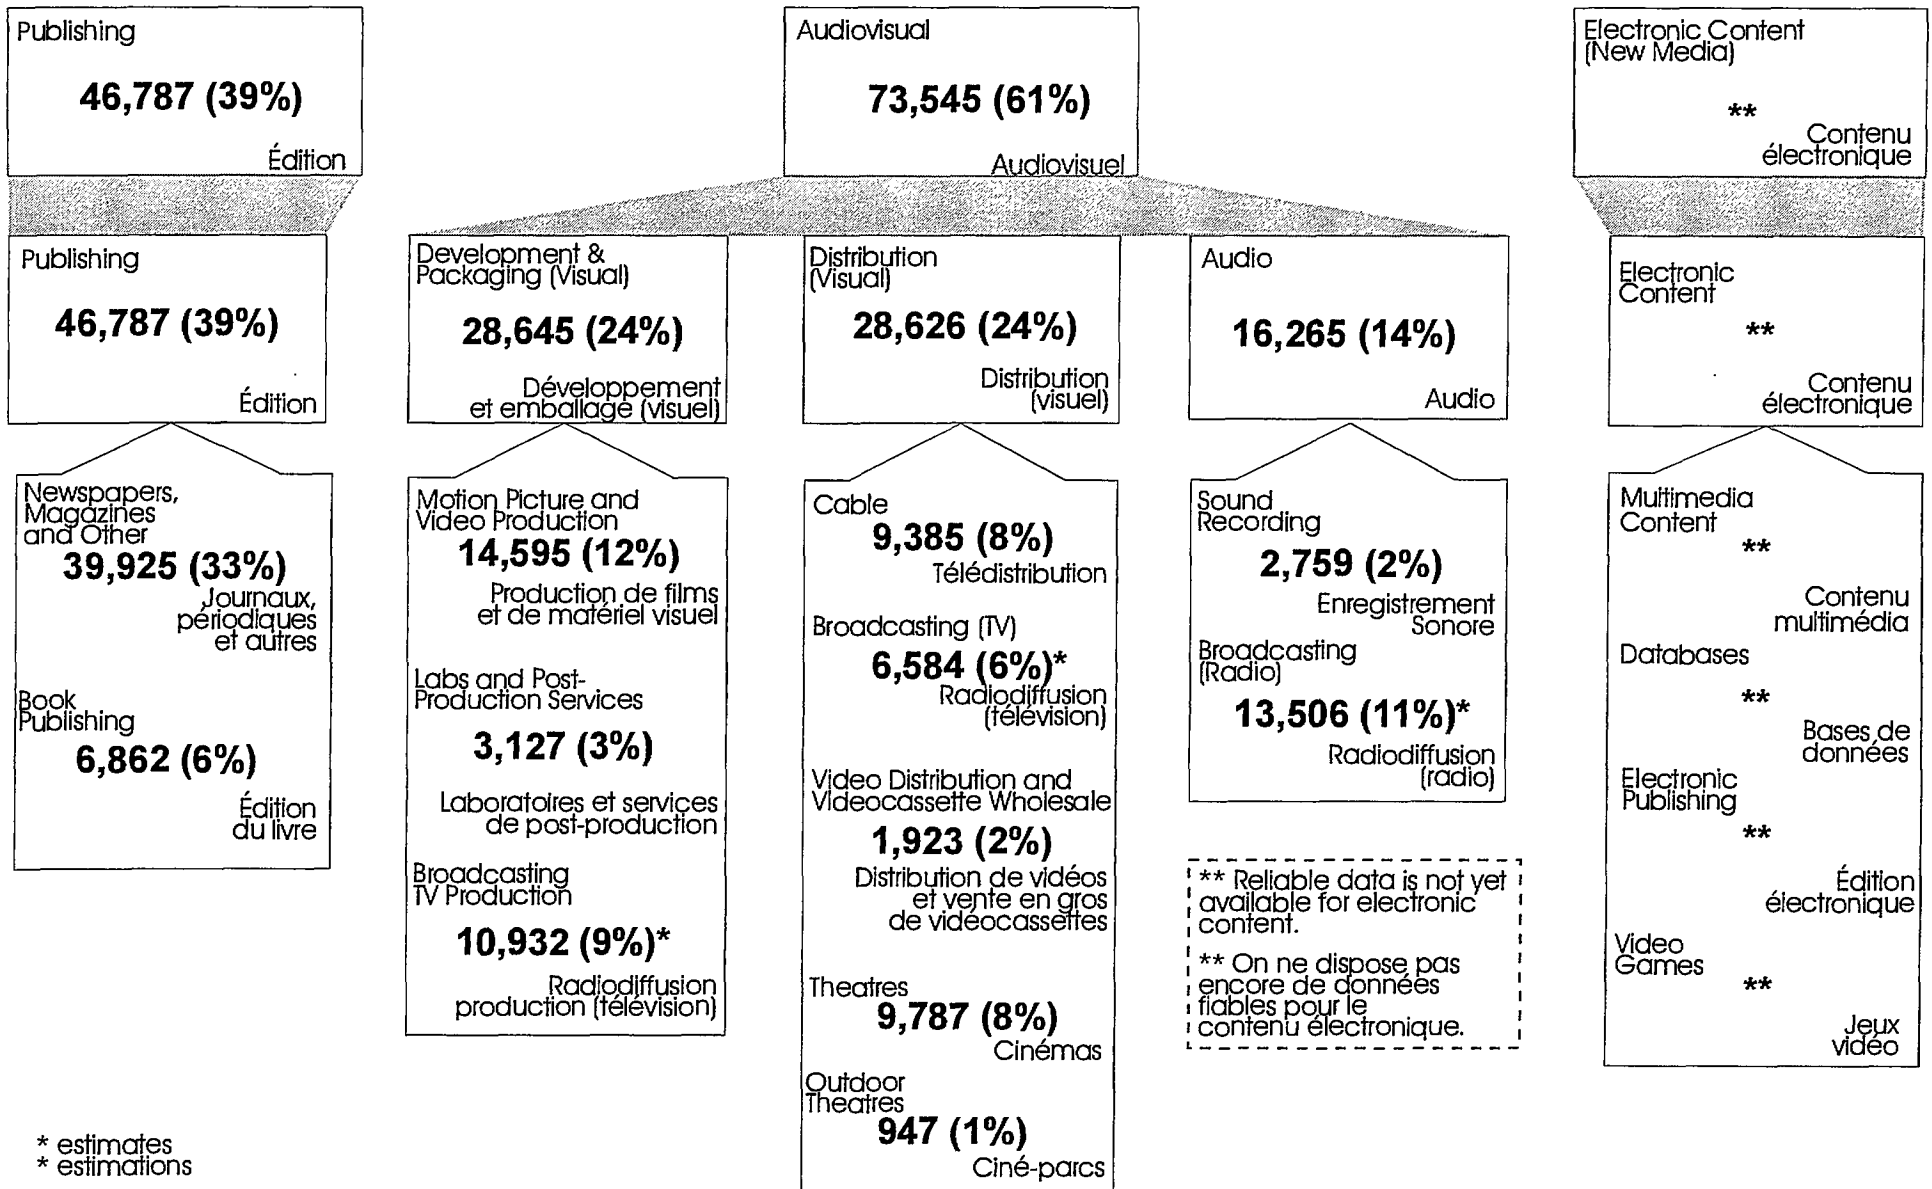 Publishing
46,787 (39%)
Édition
Audiovisual
73,545 (61%)
Audiovisuel
Electronic Content
(New Media)
**
Contenu
électronique
Publishing
46,787 (39%)
Édition
Development &
Packaging (Visual)
28,645 (24%)
Développement
et emballage (visuel)
Distribution
(Visual)
28,626 (24%)
Distribution
(visuel)
Audio
16,265 (14%)
Audio
Electronic
Content
**
Contenu
électronique
Newspapers,
Magazines
and Other
39,925 (33%)
Journaux,
périodiques
et autres
Book
Publishing
6,862 (6%)
Édition
du livre
Motion Picture and
Video Production
14,595 (12%)
Production de films
et de matériel visuel
Labs and Post-
Production Services
3,127 (3%)
Laboratoires et services
de post-production
Broadcasting
TV Production
10,932 (9%)*
Radiodiffusion
production (télévision)
Cable
9,385 (8%)
Télédistribution
Broadcasting (TV)
6,584 (6%)*
Radiodiffusion
(télévision)
Video Distribution and
Videocassette Wholesale
1,923 (2%)
Distribution de vidéos
et vente en gros
de vidéocassettes
Theatres
9,787 (8%)
Cinémas
Outdoor
Theatres
947 (1%)
Ciné-parcs
Sound
Recording
2,759 (2%)
Enregistrement
Sonore
Broadcasting
(Radio)
13,506 (11%)*
Radiodiffusion
(radio)
** Reliable data is not yet
available for electronic
content.
** On ne dispose pas
encore de données
fiables pour le
contenu électronique.
Multimedia
Content
**
Contenu
multimédia
Databases
**
Bases de
données
Electronic
Publishing
**
Édition
électronique
Video
Games
**
Jeux
vidéo
* estimates
* estimations